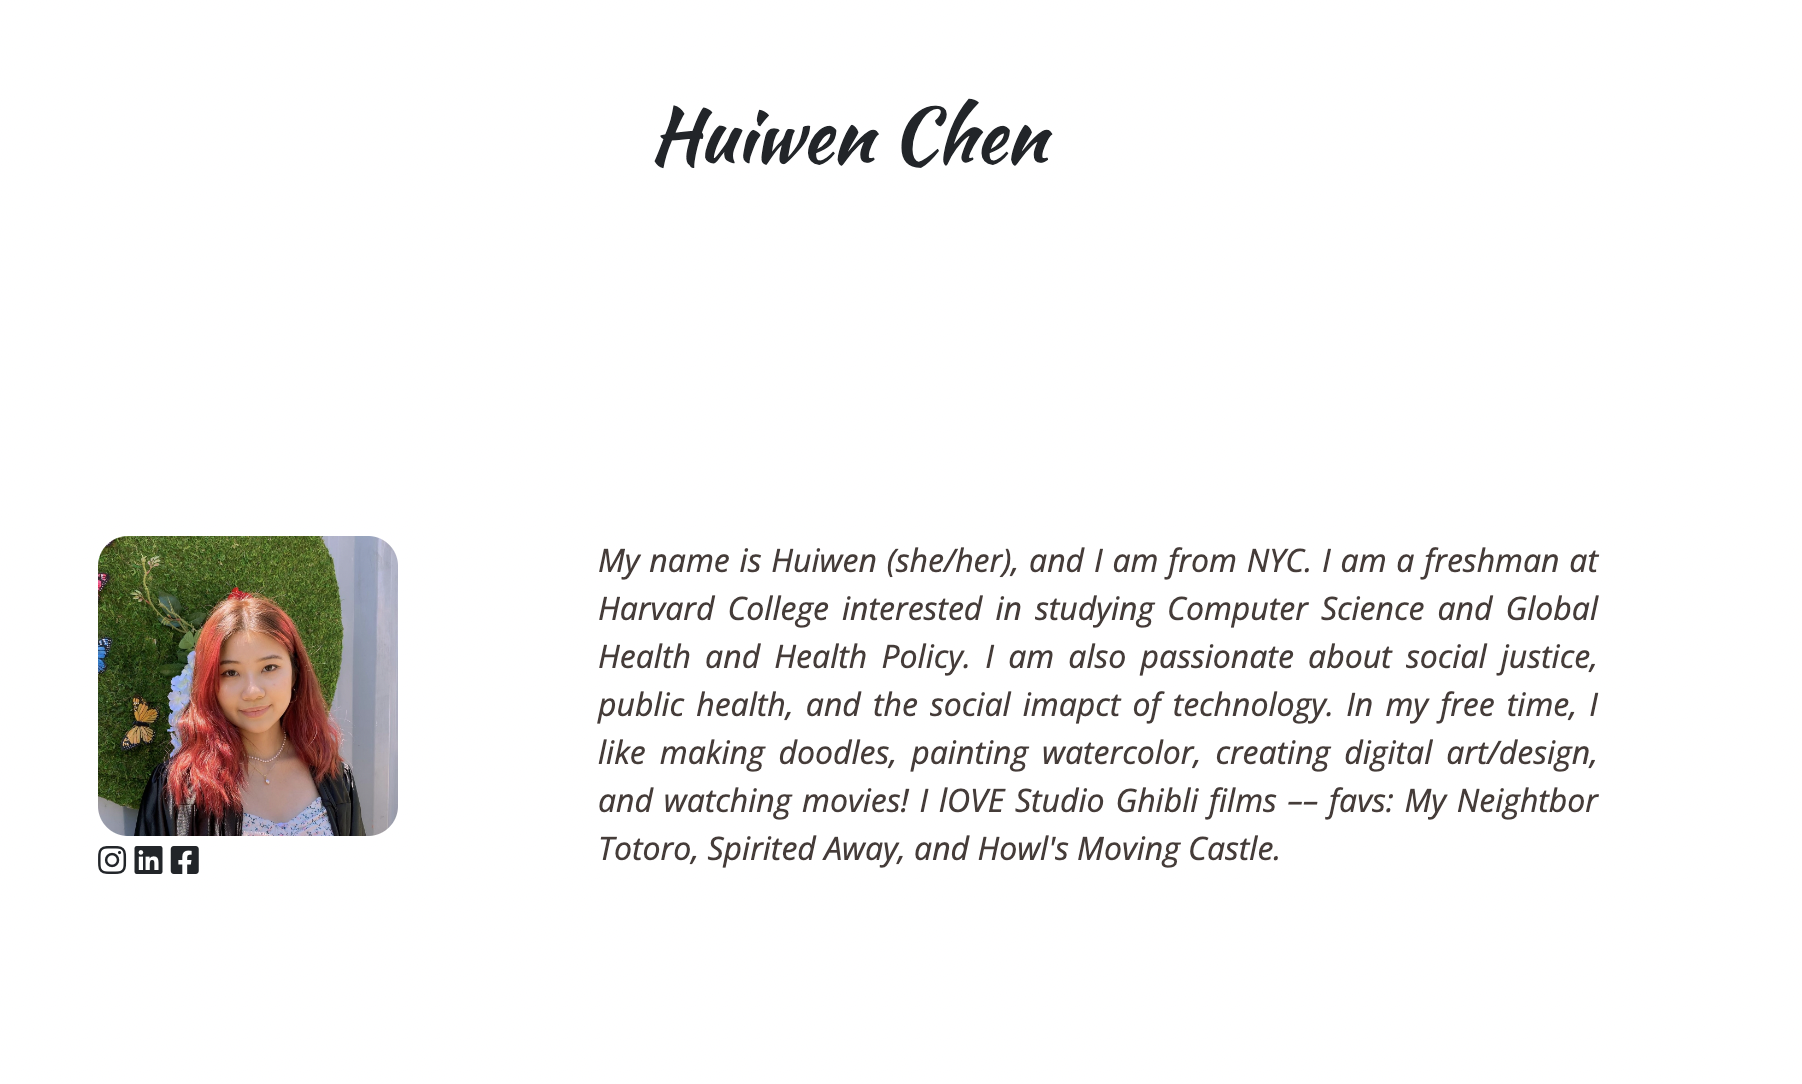 Huiwen Chen
My name is Huiwen (she/her), and I am from NYC. I am a freshman at
Harvard College interested in studying Computer Science and Global
Health and Health Policy. I am also passionate about social justice,
public health, and the social imapct of technology. In my free time, I
like making doodles, painting watercolor, creating digital art/design,
and watching movies! I lOVE Studio Ghibli films –– favs: My Neightbor
Totoro, Spirited Away, and Howl's Moving Castle.